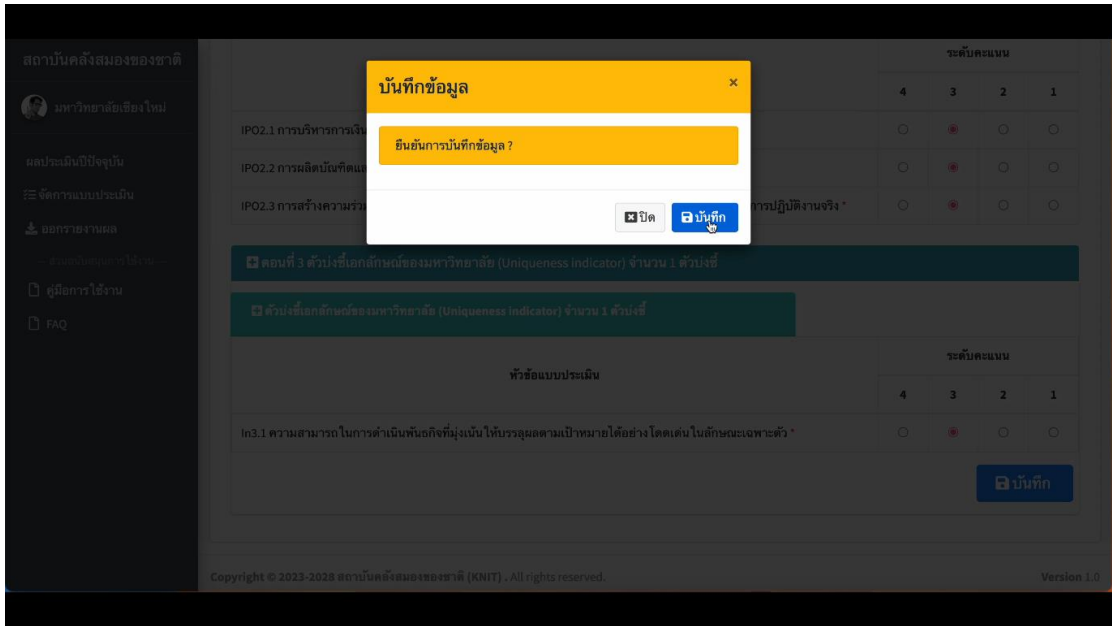 สถาบันคลังสมองของชาติ
มหาวิทยาลัยเชียงใหม่
ผลประเมินปีปัจจุบัน
จัดการแบบประเมิน
ออกรายงานผล
คู่มือการใช้งาน
FAQ
บันทึกข้อมูล ×
ยืนยันการบันทึกข้อมูล ?
ปิด บันทึก
ระดับคะแนน
4 3 2 1
IPO2.1 การบริหารการเงิน
IPO2.2 การผลิตบัณฑิตแล
IPO2.3 การสร้างความร่วม การปฏิบัติงานจริง *
ตอนที่ 3 ตัวบ่งชี้เอกลักษณ์ของมหาวิทยาลัย (Uniqueness indicator) จำนวน 1 ตัวบ่งชี้
ตัวบ่งชี้เอกลักษณ์ของมหาวิทยาลัย (Uniqueness indicator) จำนวน 1 ตัวบ่งชี้
หัวข้อแบบประเมิน
ระดับคะแนน
4 3 2 1
In3.1 ความสามารถในการดำเนินพันธกิจที่มุ่งเน้นให้บรรลุผลตามเป้าหมายได้อย่างโดดเด่นในลักษณะเฉพาะตัว *
บันทึก
Copyright © 2023-2028 สถาบันคลังสมองของชาติ (KNIT) . All rights reserved. Version 1.0